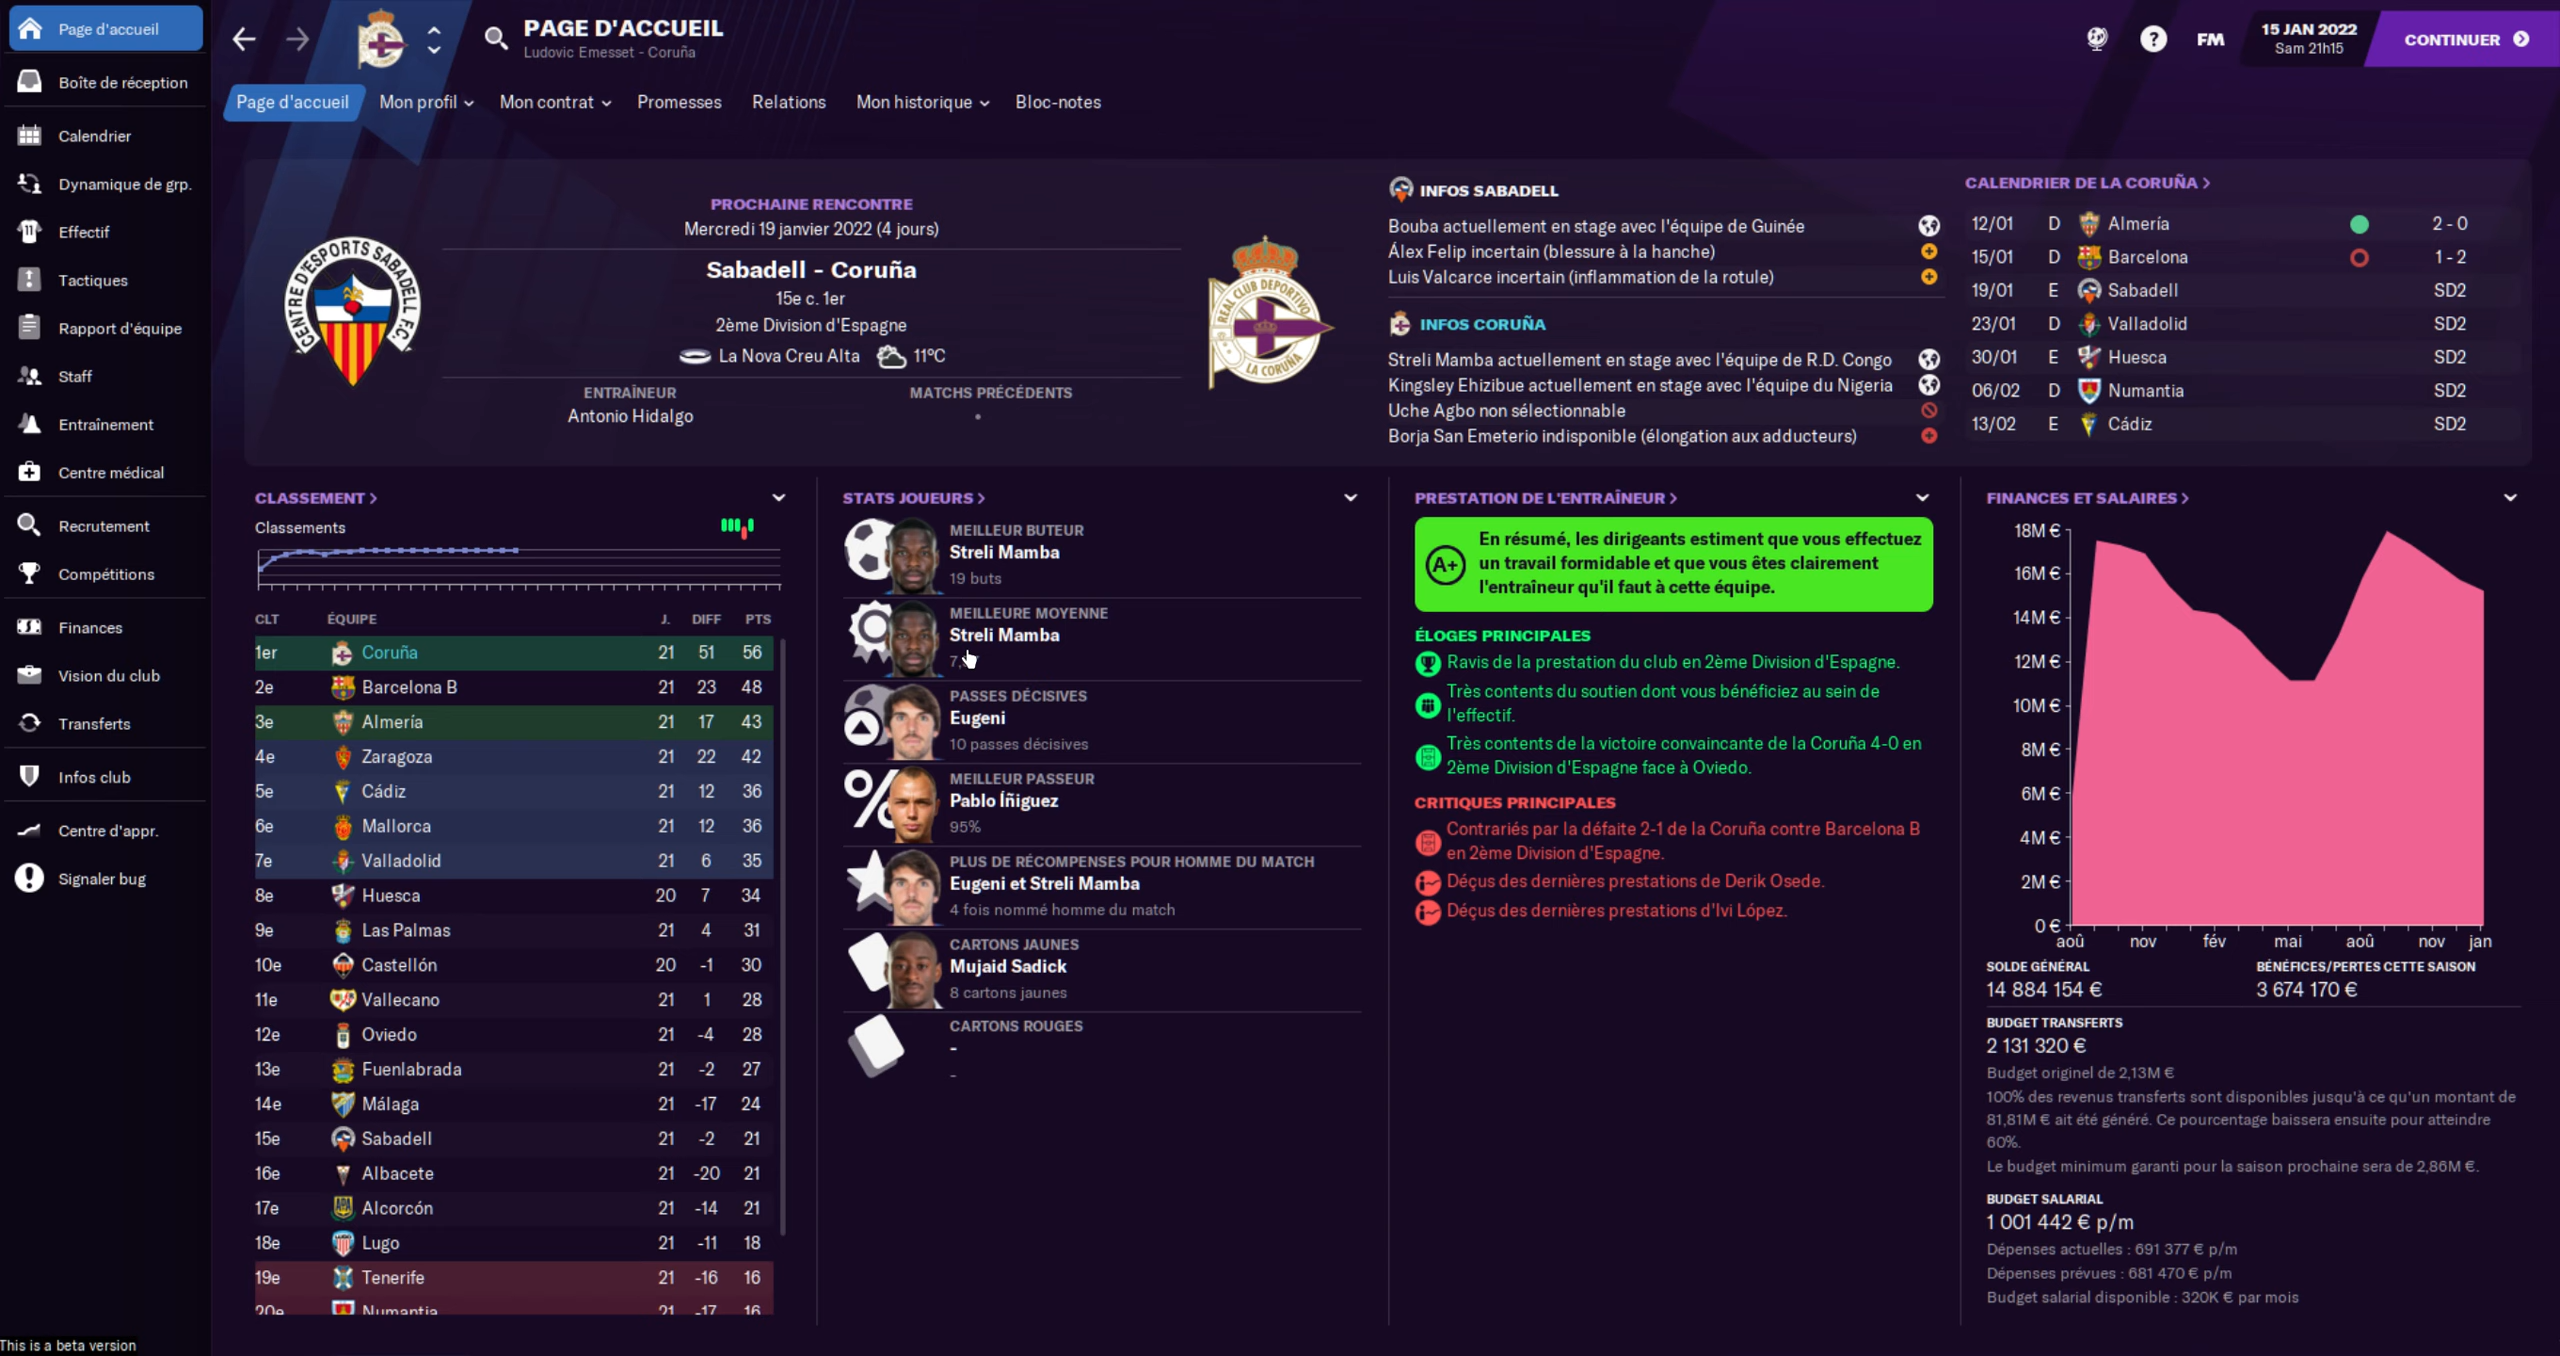 Page d'accueil
Boîte de réception
Calendrier
Dynamique de grp.
Effectif
Tactiques
Rapport d'équipe
Staff
Entraînement
Centre médical
Recrutement
Compétitions
Finances
Vision du club
Transferts
Infos club
Centre d'appr.
Signaler bug
This is a beta version
PAGE D'ACCUEIL
Ludovic Emesset - Coruña
FM
15 JAN 2022
Sam 21h15
CONTINUER
Page d'accueil Mon profil Mon contrat Promesses Relations Mon historique Bloc-notes
CENTRE D'ESPORTS SABADELL F.C.
PROCHAINE RENCONTRE
Mercredi 19 janvier 2022 (4 jours)
Sabadell - Coruña
15e c. 1er
2ème Division d'Espagne
La Nova Creu Alta 11°C
ENTRAÎNEUR
Antonio Hidalgo
MATCHS PRÉCÉDENTS
REAL CLUB DEPORTIVO
LA CORUÑA
INFOS SABADELL
Bouba actuellement en stage avec l'équipe de Guinée
Álex Felip incertain (blessure à la hanche)
Luis Valcarce incertain (inflammation de la rotule)
INFOS CORUÑA
Streli Mamba actuellement en stage avec l'équipe de R.D. Congo
Kingsley Ehizibue actuellement en stage avec l'équipe du Nigeria
Uche Agbo non sélectionnable
Borja San Emeterio indisponible (élongation aux adducteurs)
CALENDRIER DE LA CORUÑA >
12/01 D Almería 2 - 0
15/01 D Barcelona 1 - 2
19/01 E Sabadell SD2
23/01 D Valladolid SD2
30/01 E Huesca SD2
06/02 D Numantia SD2
13/02 E Cádiz SD2
CLASSEMENT >
Classements
CLT ÉQUIPE J. DIFF PTS
1er Coruña 21 51 56
2e Barcelona B 21 23 48
3e Almería 21 17 43
4e Zaragoza 21 22 42
5e Cádiz 21 12 36
6e Mallorca 21 12 36
7e Valladolid 21 6 35
8e Huesca 20 7 34
9e Las Palmas 21 4 31
10e Castellón 20 -1 30
11e Vallecano 21 1 28
12e Oviedo 21 -4 28
13e Fuenlabrada 21 -2 27
14e Málaga 21 -17 24
15e Sabadell 21 -2 21
16e Albacete 21 -20 21
17e Alcorcón 21 -14 21
18e Lugo 21 -11 18
19e Tenerife 21 -16 16
20e Numantia 21 -17 16
STATS JOUEURS >
MEILLEUR BUTEUR
Streli Mamba
19 buts
MEILLEURE MOYENNE
Streli Mamba
PASSES DÉCISIVES
Eugeni
10 passes décisives
MEILLEUR PASSEUR
Pablo Íñiguez
95%
PLUS DE RÉCOMPENSES POUR HOMME DU MATCH
Eugeni et Streli Mamba
4 fois nommé homme du match
CARTONS JAUNES
Mujaid Sadick
8 cartons jaunes
CARTONS ROUGES
-
-
PRESTATION DE L'ENTRAÎNEUR >
A+
En résumé, les dirigeants estiment que vous effectuez
un travail formidable et que vous êtes clairement
l'entraîneur qu'il faut à cette équipe.
ÉLOGES PRINCIPALES
Ravis de la prestation du club en 2ème Division d'Espagne.
Très contents du soutien dont vous bénéficiez au sein de
l'effectif.
Très contents de la victoire convaincante de la Coruña 4-0 en
2ème Division d'Espagne face à Oviedo.
CRITIQUES PRINCIPALES
Contrariés par la défaite 2-1 de la Coruña contre Barcelona B
en 2ème Division d'Espagne.
Déçus des dernières prestations de Derik Osede.
Déçus des dernières prestations d'Ivi López.
FINANCES ET SALAIRES >
18M €
16M €
14M €
12M €
10M €
8M €
6M €
4M €
2M €
0 €
aoû nov fév mai aoû nov jan
SOLDE GÉNÉRAL
14 884 154 €
BÉNÉFICES/PERTES CETTE SAISON
3 674 170 €
BUDGET TRANSFERTS
2 131 320 €
Budget originel de 2,13M €
100% des revenus transferts sont disponibles jusqu'à ce qu'un montant de
81,81M € ait été généré. Ce pourcentage baissera ensuite pour atteindre
60%.
Le budget minimum garanti pour la saison prochaine sera de 2,86M €.
BUDGET SALARIAL
1 001 442 € p/m
Dépenses actuelles : 691 377 € p/m
Dépenses prévues : 681 470 € p/m
Budget salarial disponible : 320K € par mois